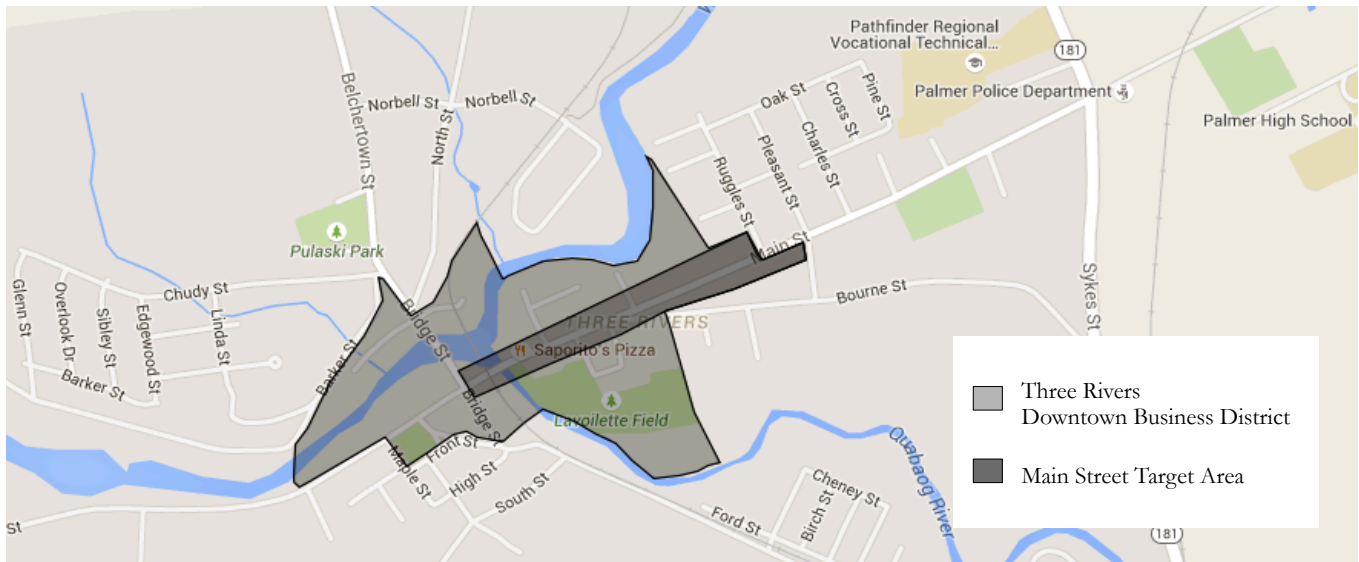 Pathfinder Regional
Vocational Technical...
181
Palmer Police Department
Palmer High School
Belchertown St
Norbell St
Norbell St
North St
Oak St
Pine St
Cross St
Charles St
Pleasant St
Ruggles St
Main St
Pulaski Park
Chudy St
Glenn St
Overlook Dr
Sibley St
Edgewood St
Linda St
Barker St
Barker St
Bridge St
Bridge St
THREE RIVERS
Saporito's Pizza
Lavoilette Field
Bourne St
Sykes St
Front St
Maple St
High St
South St
Ford St
Birch St
Cheney St
Quabaog River
St
181
Three Rivers
Downtown Business District
Main Street Target Area